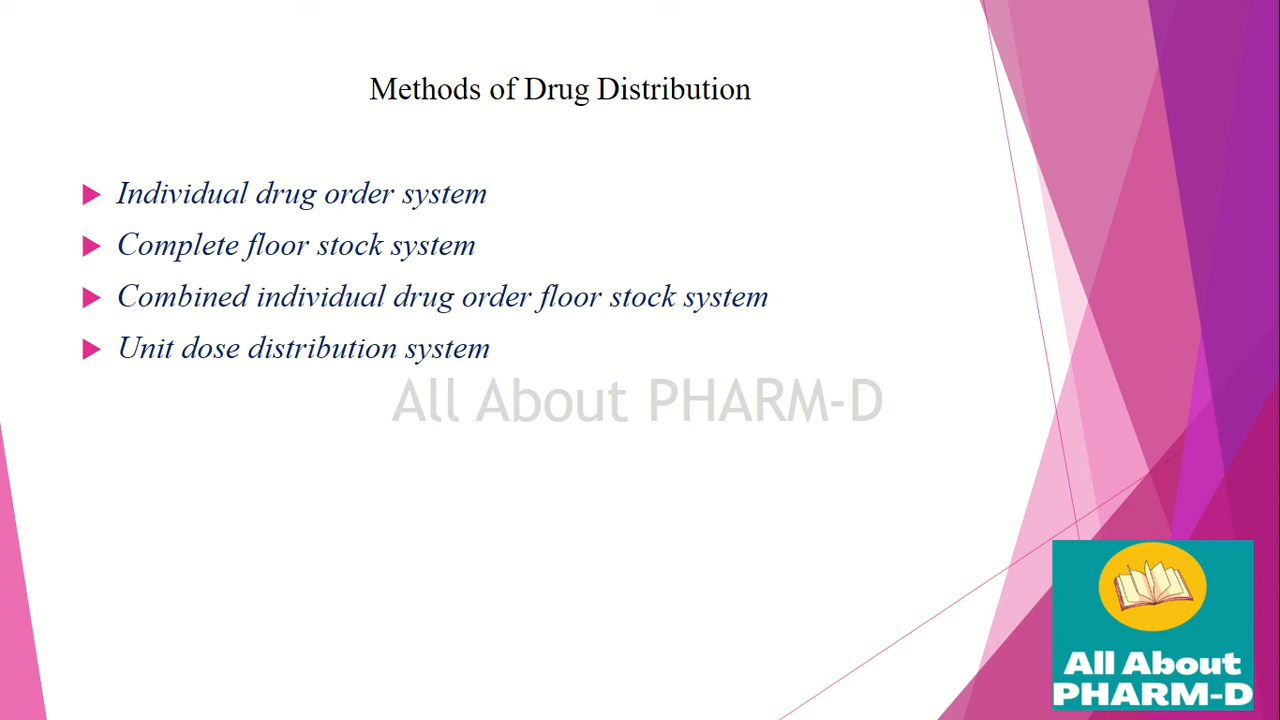 Methods of Drug Distribution
Individual drug order system
Complete floor stock system
Combined individual drug order floor stock system
Unit dose distribution system
All About PHARM-D
All About
PHARM-D